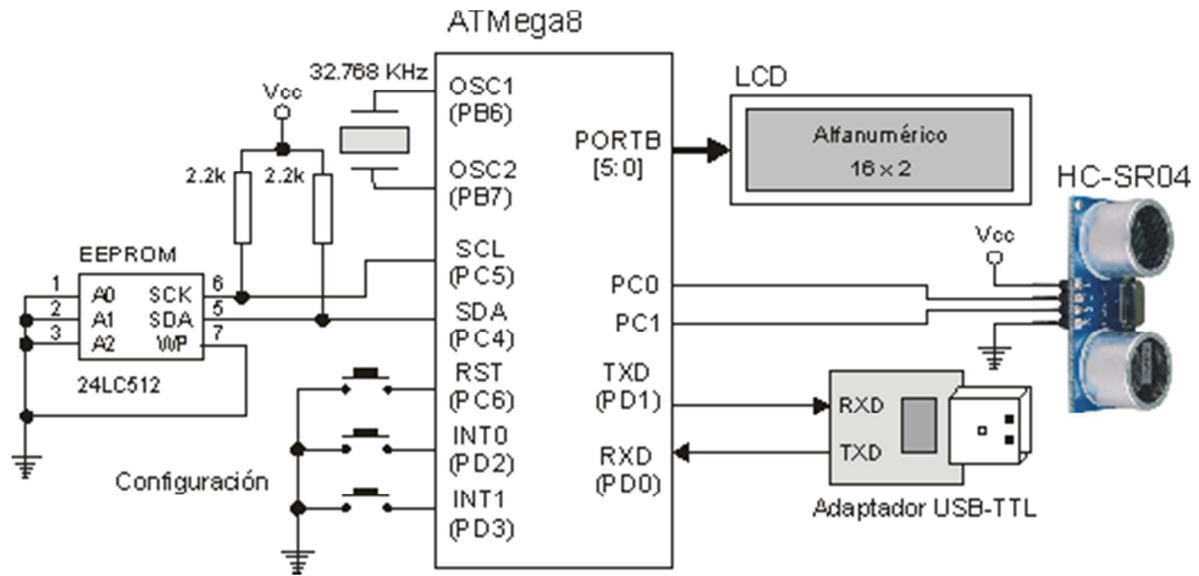 ATMega8
32.768 KHz
Vcc
2.2k
2.2k
OSC1
(PB6)
OSC2
(PB7)
SCL
(PC5)
SDA
(PC4)
RST
(PC6)
INT0
(PD2)
INT1
(PD3)
PORTB
[5:0]
PC0
PC1
TXD
(PD1)
RXD
(PD0)
EEPROM
1
A0
SCK
6
2
A1
SDA
5
3
A2
WP
7
24LC512
Configuración
LCD
Alfanumérico
16 x 2
HC-SR04
Vcc
RXD
TXD
Adaptador USB-TTL